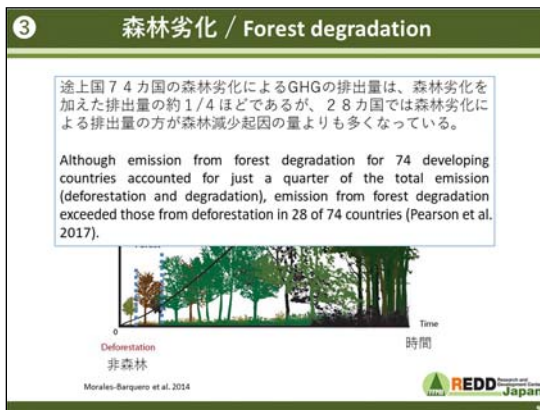 ③ 森林劣化 / Forest degradation
途上国７４カ国の森林劣化によるGHGの排出量は、森林劣化を
加えた排出量の約１/４ほどであるが、２８カ国では森林劣化に
よる排出量の方が森林減少起因の量よりも多くなっている。
Although emission from forest degradation for 74 developing
countries accounted for just a quarter of the total emission
(deforestation and degradation), emission from forest degradation
exceeded those from deforestation in 28 of 74 countries (Pearson et al.
2017).
0
Time
時間
Deforestation
非森林
Morales-Barquero et al. 2014
REDD Research and Development Center
Japan